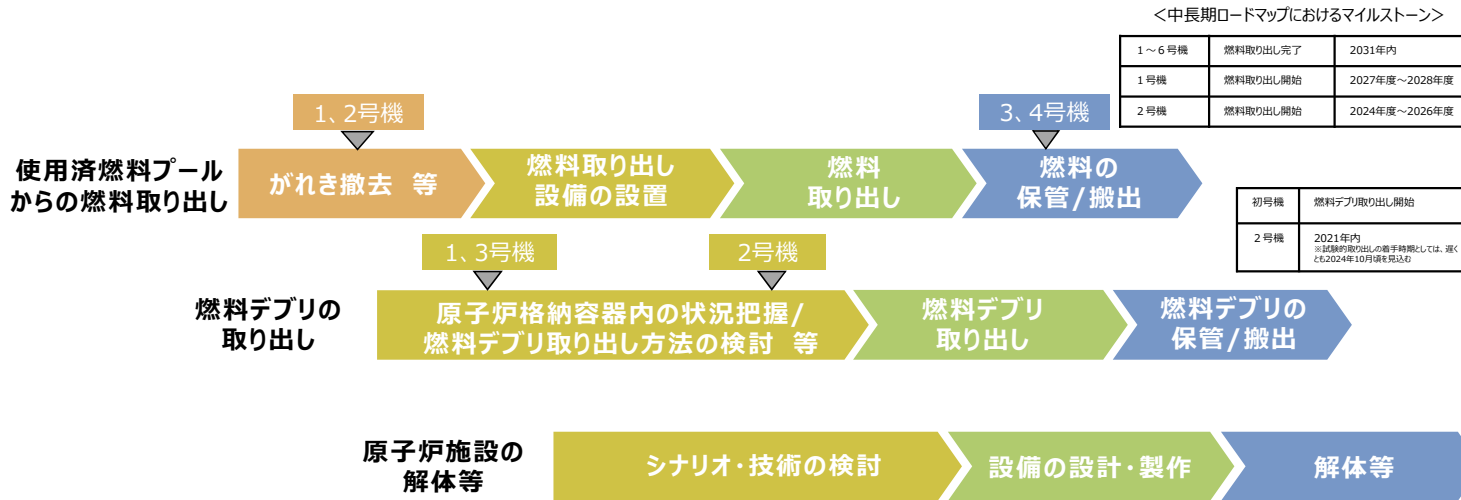 ＜中長期ロードマップにおけるマイルストーン＞
１～６号機 燃料取り出し完了 2031年内
１号機 燃料取り出し開始 2027年度～2028年度
２号機 燃料取り出し開始 2024年度～2026年度
1、2号機
3、4号機
使用済燃料プール
からの燃料取り出し
がれき撤去 等
燃料取り出し
設備の設置
燃料
取り出し
燃料の
保管/搬出
初号機 燃料デブリ取り出し開始
２号機 2021年内
※試験的取り出しの着手時期としては、遅く
とも2024年10月頃を見込む
1、3号機
2号機
燃料デブリの
取り出し
原子炉格納容器内の状況把握/
燃料デブリ取り出し方法の検討 等
燃料デブリ
取り出し
燃料デブリの
保管/搬出
原子炉施設の
解体等
シナリオ・技術の検討
設備の設計・製作
解体等